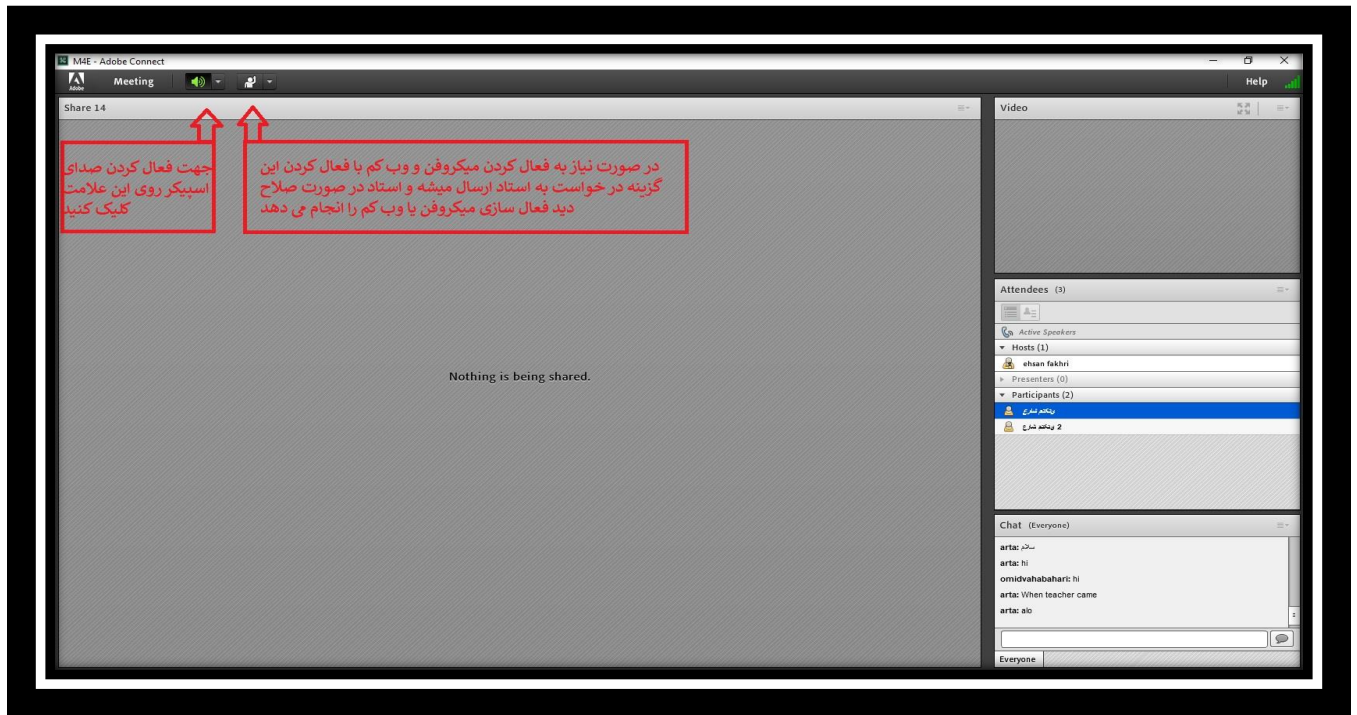 M4E - Adobe Connect
Adobe
Meeting
Help
Share 14
جهت فعال کردن صدای
اسپیکر روی این علامت
کلیک کنید
در صورت نیاز به فعال کردن میکروفن و وب کم با فعال کردن این
گزینه در خواست به استاد ارسال میشه و استاد در صورت صلاح
دید فعال سازی میکروفن یا وب کم را انجام می دهد
Nothing is being shared.
Video
Attendees (3)
Active Speakers
Hosts (1)
ehsan fakhri
Presenters (0)
Participants (2)
2
Chat (Everyone)
arta: سلام
arta: hi
omidvahabahari: hi
arta: When teacher came
arta: alo
Everyone